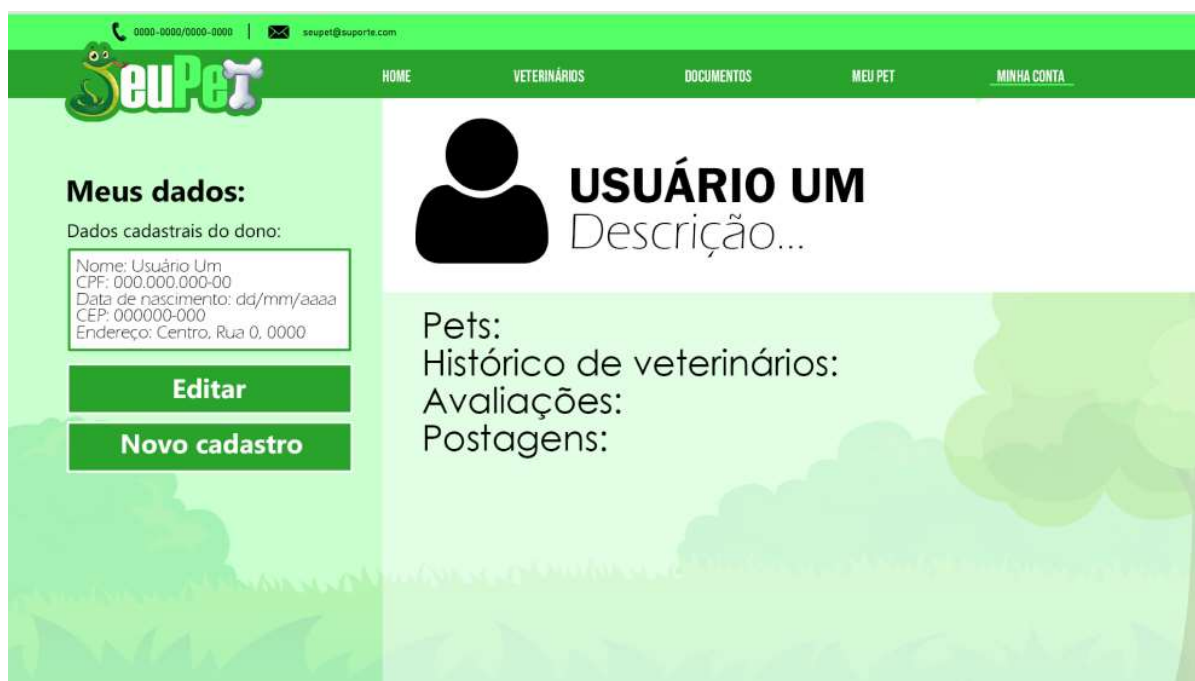 0000-0000/0000-0000 | seupet@suporte.com
SeuPet
HOME VETERINÁRIOS DOCUMENTOS MEU PET MINHA CONTA
Meus dados:
Dados cadastrais do dono:
Nome: Usuário Um
CPF: 000.000.000-00
Data de nascimento: dd/mm/aaaa
CEP: 000000-000
Endereço: Centro, Rua 0, 0000
Editar
Novo cadastro
USUÁRIO UM
Descrição...
Pets:
Histórico de veterinários:
Avaliações:
Postagens: